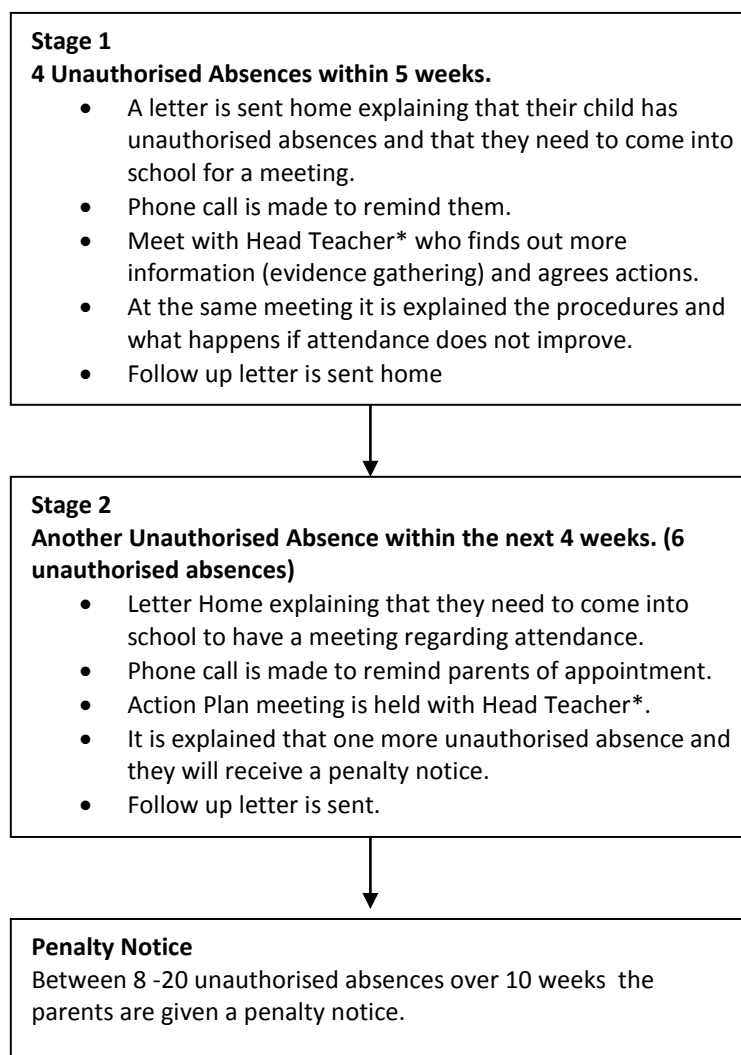 Stage 1
4 Unauthorised Absences within 5 weeks.
• A letter is sent home explaining that their child has
unauthorised absences and that they need to come into
school for a meeting.
• Phone call is made to remind them.
• Meet with Head Teacher* who finds out more
information (evidence gathering) and agrees actions.
• At the same meeting it is explained the procedures and
what happens if attendance does not improve.
• Follow up letter is sent home
Stage 2
Another Unauthorised Absence within the next 4 weeks. (6
unauthorised absences)
• Letter Home explaining that they need to come into
school to have a meeting regarding attendance.
• Phone call is made to remind parents of appointment.
• Action Plan meeting is held with Head Teacher*.
• It is explained that one more unauthorised absence and
they will receive a penalty notice.
• Follow up letter is sent.
Penalty Notice
Between 8 -20 unauthorised absences over 10 weeks  the
parents are given a penalty notice.